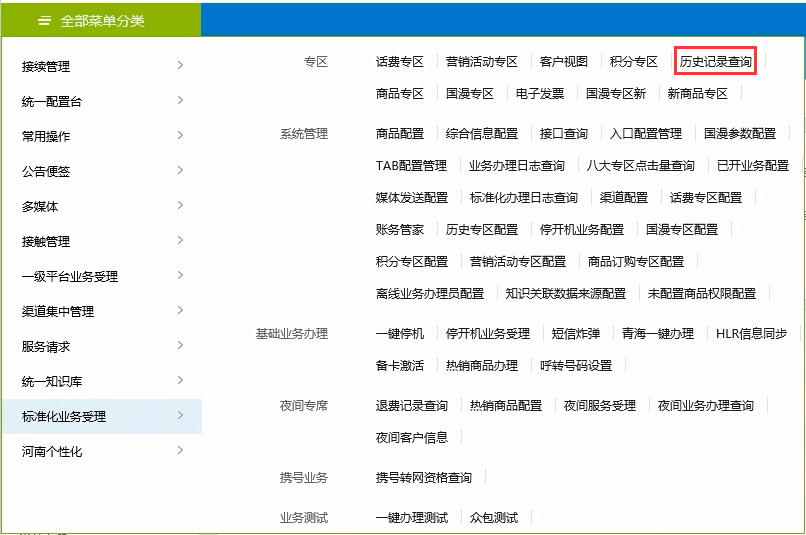 全部菜单分类
接续管理
统一配置台
常用操作
公告便签
多媒体
接触管理
一级平台业务受理
渠道集中管理
服务请求
统一知识库
标准化业务受理
河南个性化
专区 话费专区 营销活动专区 客户视图 积分专区 历史记录查询
商品专区 国漫专区 电子发票 国漫专区新 新商品专区
系统管理 商品配置 综合信息配置 接口查询 入口配置管理 国漫参数配置
TAB配置管理 业务办理日志查询 八大专区点击量查询 已开业务配置
媒体发送配置 标准化办理日志查询 渠道配置 话费专区配置
账务管家 历史专区配置 停开机业务配置 国漫专区配置
积分专区配置 营销活动专区配置 商品订购专区配置
离线业务办理员配置 知识关联数据来源配置 未配置商品权限配置
基础业务办理 一键停机 停开机业务受理 短信炸弹 青海一键办理 HLR信息同步
备卡激活 热销商品办理 呼转号码设置
夜间专席 退费记录查询 热销商品配置 夜间服务受理 夜间业务办理查询
夜间客户信息
携号业务 携号转网资格查询
业务测试 一键办理测试 众包测试